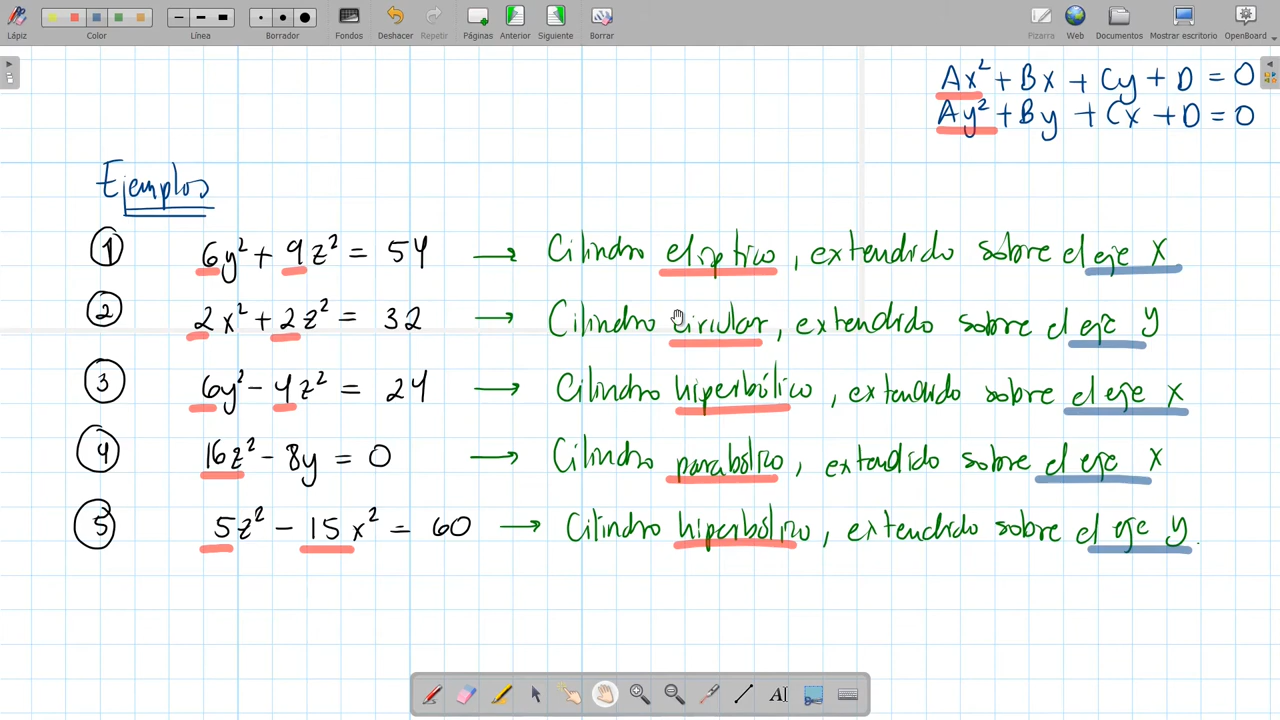 Lápiz Color Línea Borrador Fondos Deshacer Repetir Páginas Anterior Siguiente Borrar Pizarra Web Documentos Mostrar escritorio OpenBoard
Ax² + Bx + Cy + D = 0
Ay² + By + Cx + D = 0
Ejemplos
① 6y² + 9z² = 54 → Cilindro elíptico, extendido sobre el eje x
② 2x² + 2z² = 32 → Cilindro circular, extendido sobre el eje y
③ 6y² - 4z² = 24 → Cilindro hiperbólico, extendido sobre el eje x
④ 16z² - 8y = 0 → Cilindro parabólico, extendido sobre el eje x
⑤ 5z² - 15x² = 60 → Cilindro hiperbólico, extendido sobre el eje y.
AI